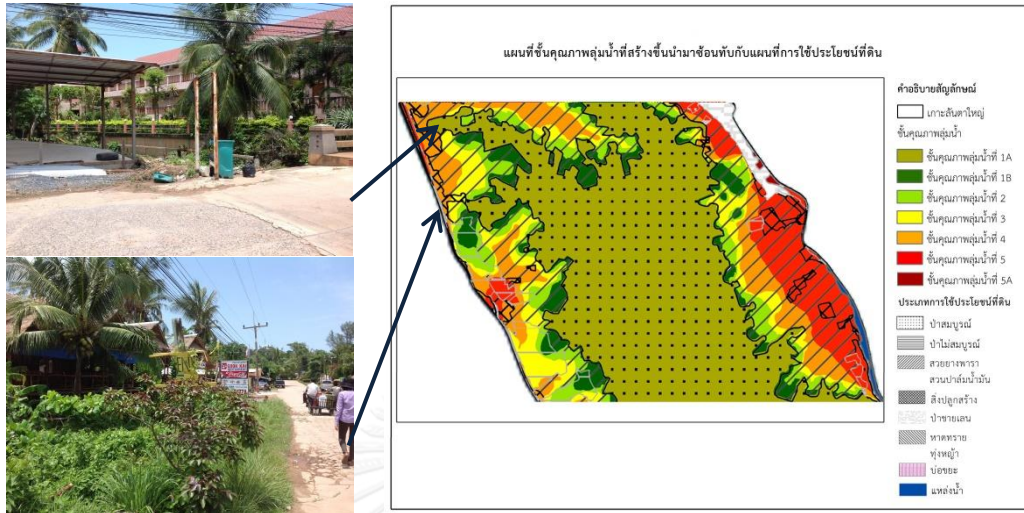 แผนที่ชั้นคุณภาพลุ่มน้ำที่สร้างขึ้นนำมาซ้อนทับกับแผนที่การใช้ประโยชน์ที่ดิน
คำอธิบายสัญลักษณ์
เกาะลันตาใหญ่
ชั้นคุณภาพลุ่มน้ำ
ชั้นคุณภาพลุ่มน้ำที่ 1A
ชั้นคุณภาพลุ่มน้ำที่ 1B
ชั้นคุณภาพลุ่มน้ำที่ 2
ชั้นคุณภาพลุ่มน้ำที่ 3
ชั้นคุณภาพลุ่มน้ำที่ 4
ชั้นคุณภาพลุ่มน้ำที่ 5
ชั้นคุณภาพลุ่มน้ำที่ 5A
ประเภทการใช้ประโยชน์ที่ดิน
ป่าสมบูรณ์
ป่าไม่สมบูรณ์
สวยยางพารา
สวนปาล์มน้ำมัน
สิ่งปลูกสร้าง
ป่าชายเลน
หาดทราย
ทุ่งหญ้า
บ่อขยะ
แหล่งน้ำ